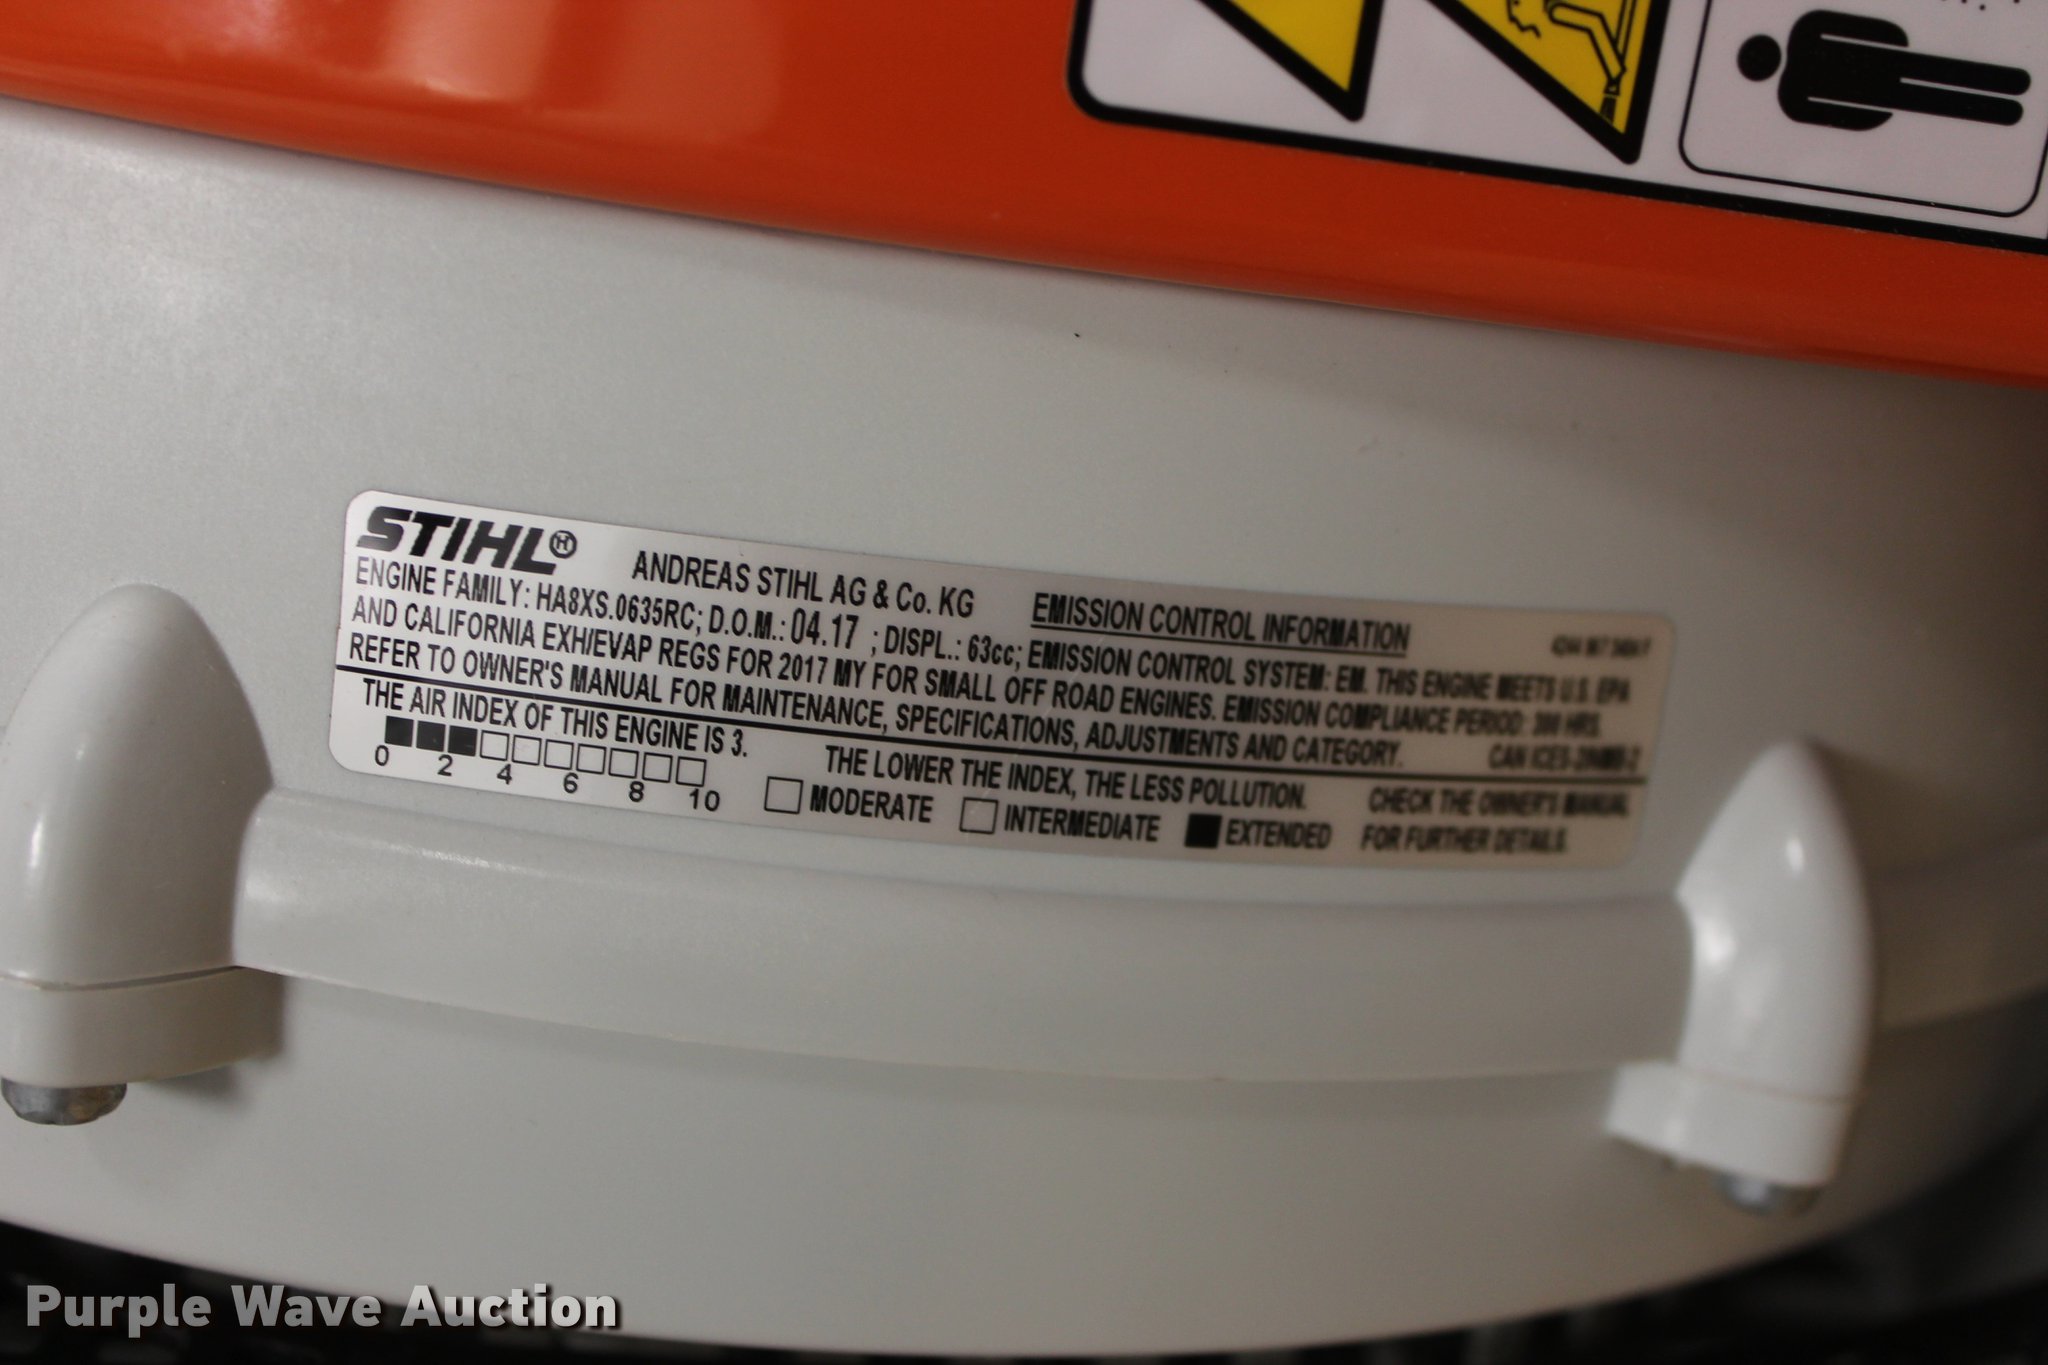 STIHL® ANDREAS STIHL AG & Co. KG EMISSION CONTROL INFORMATION
ENGINE FAMILY: HA8XS.0635RC; D.O.M.: 04.17 ; DISPL.: 63cc; EMISSION CONTROL SYSTEM: EM. THIS ENGINE MEETS U.S. EPA
AND CALIFORNIA EXH/EVAP REGS FOR 2017 MY FOR SMALL OFF ROAD ENGINES. EMISSION COMPLIANCE PERIOD: 300 HRS.
REFER TO OWNER'S MANUAL FOR MAINTENANCE, SPECIFICATIONS, ADJUSTMENTS AND CATEGORY. CAN
THE AIR INDEX OF THIS ENGINE IS 3. THE LOWER THE INDEX, THE LESS POLLUTION. CHECK THE OWNER'S MANUAL
0 2 4 6 8 10 MODERATE INTERMEDIATE EXTENDED FOR FURTHER DETAILS.
Purple Wave Auction